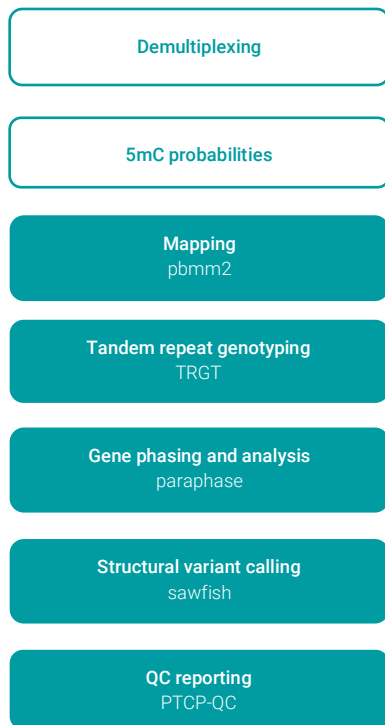 Demultiplexing
5mC probabilities
Mapping
pbmm2
Tandem repeat genotyping
TRGT
Gene phasing and analysis
paraphase
Structural variant calling
sawfish
QC reporting
PTCP-QC